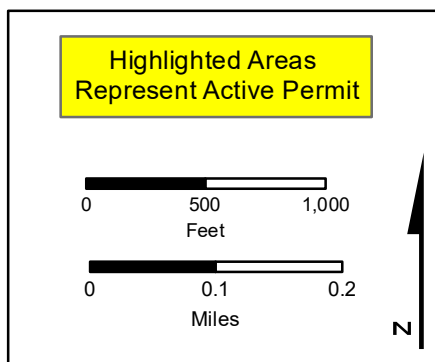 Highlighted Areas
Represent Active Permit
0 500 1,000
Feet
0 0.1 0.2
Miles
N